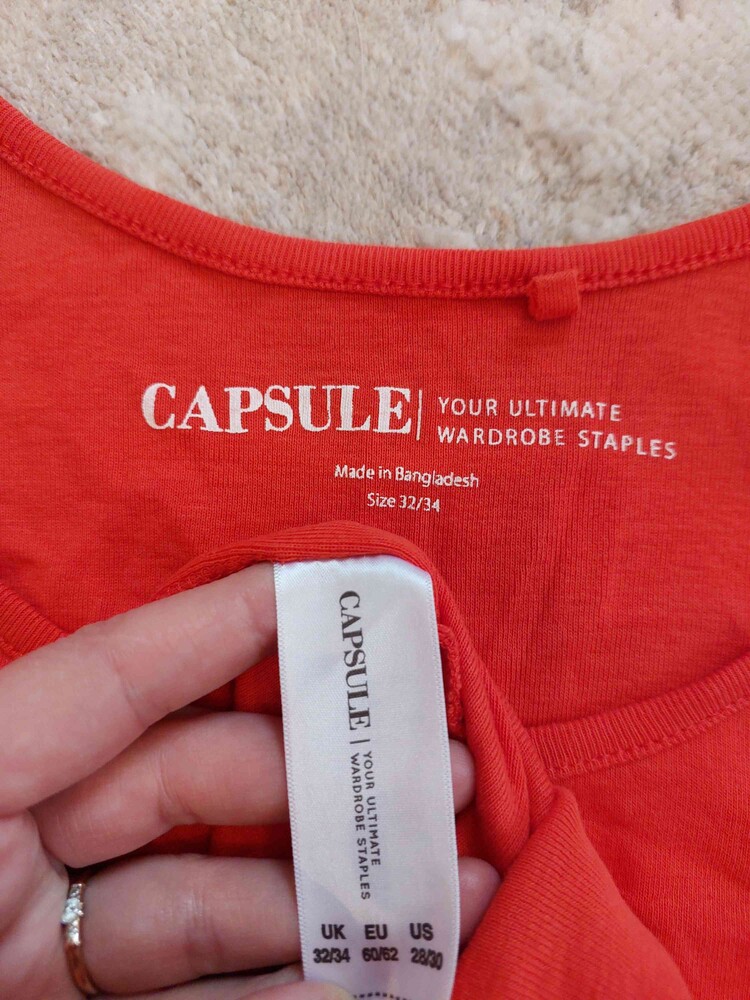 CAPSULE | YOUR ULTIMATE
WARDROBE STAPLES
Made in Bangladesh
Size 32/34
CAPSULE | YOUR ULTIMATE
WARDROBE STAPLES
UK EU US
32/34 60/62 28/30